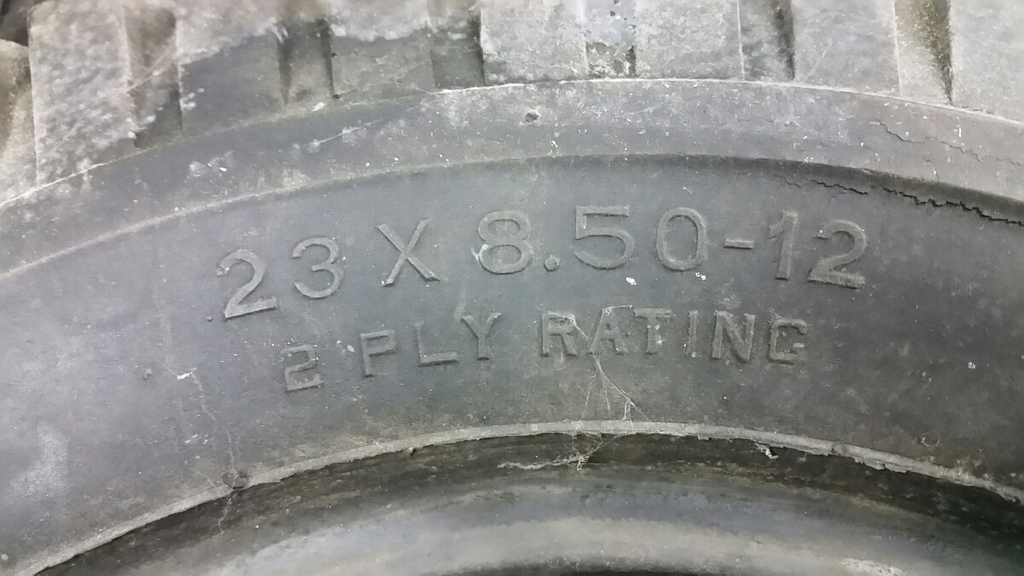 23 X 8.50-12
2 PLY RATING